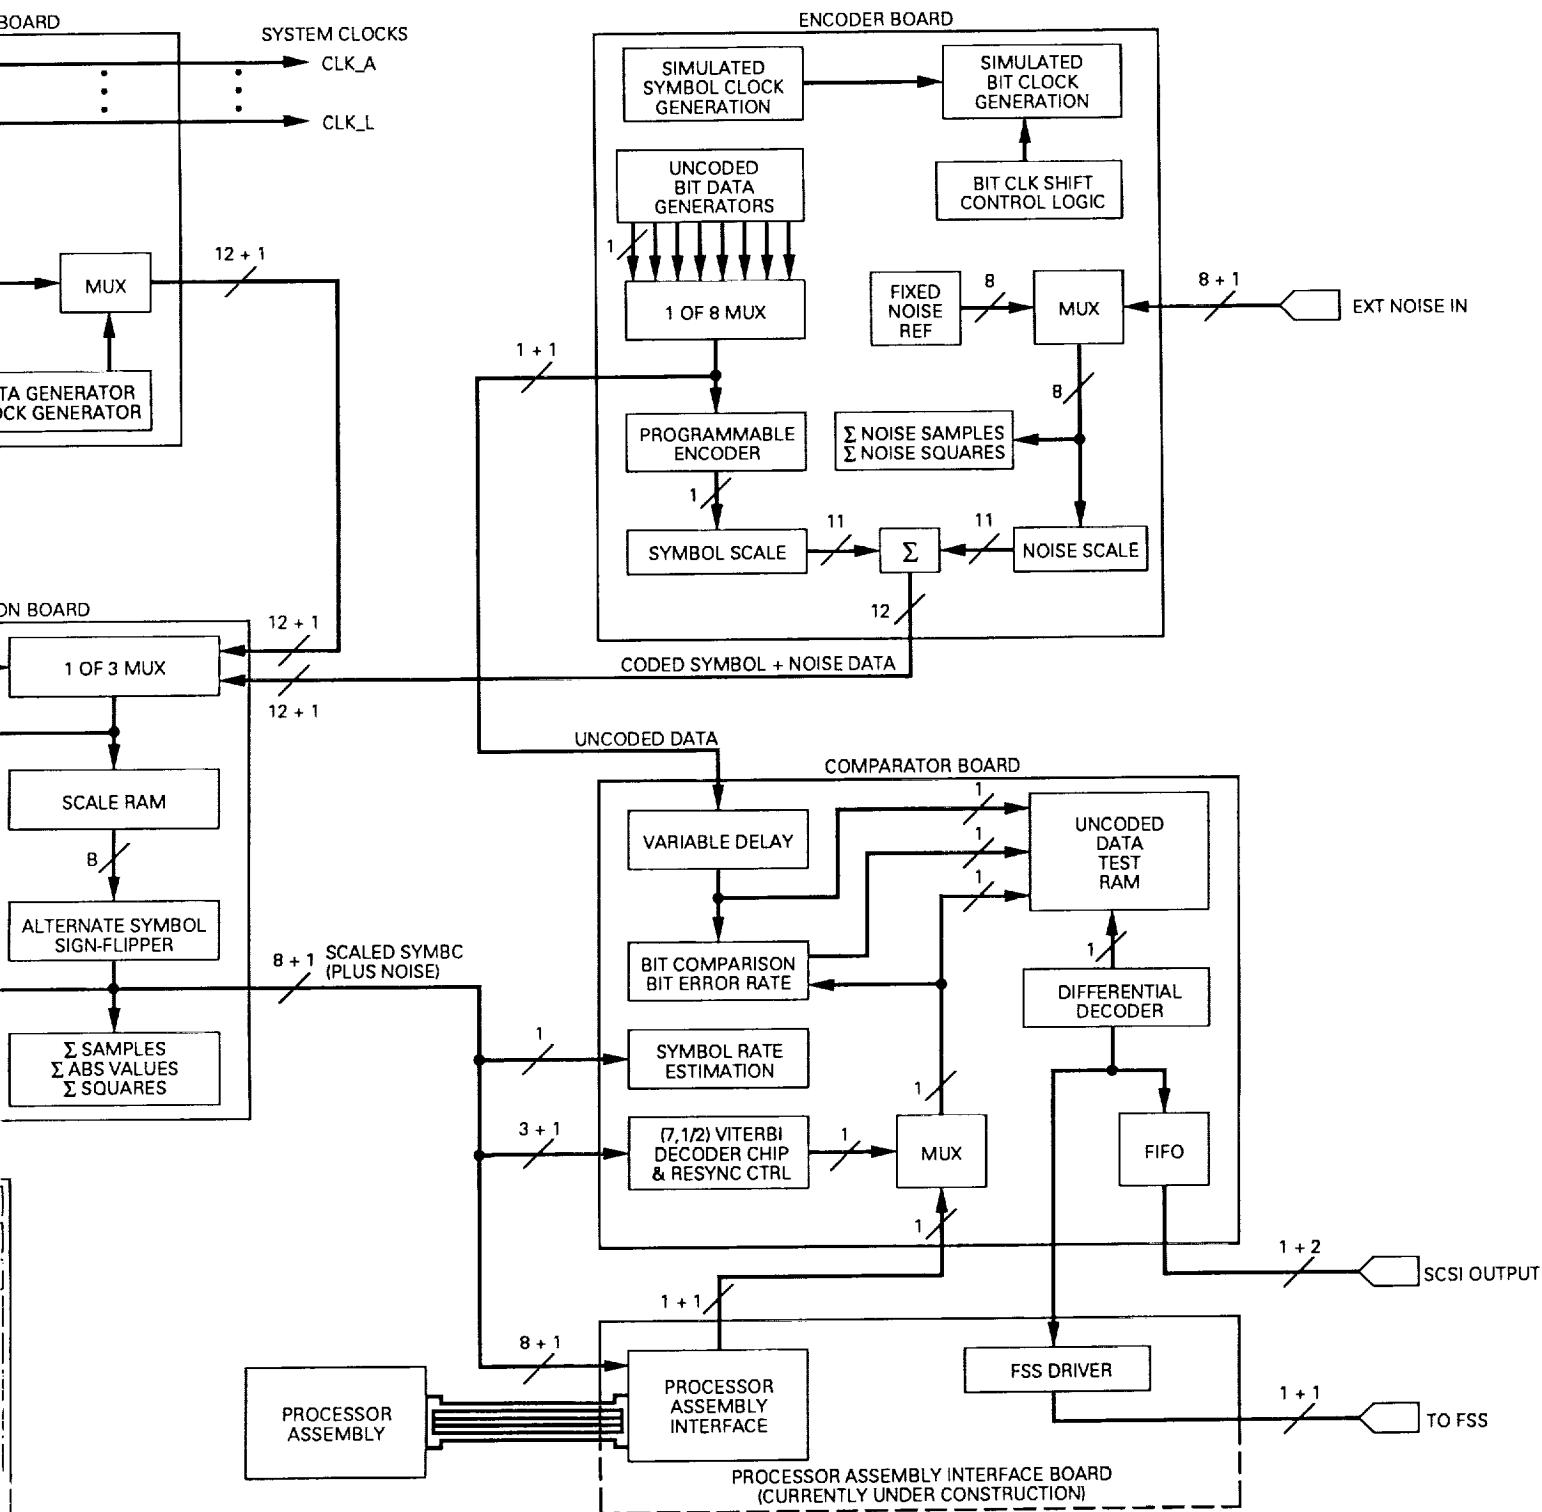 BOARD
SYSTEM CLOCKS
CLK_A
CLK_L
12 + 1
MUX
TA GENERATOR
OCK GENERATOR
ENCODER BOARD
SIMULATED
SYMBOL CLOCK
GENERATION
SIMULATED
BIT CLOCK
GENERATION
UNCODED
BIT DATA
GENERATORS
BIT CLK SHIFT
CONTROL LOGIC
1
1 OF 8 MUX
FIXED
NOISE
REF
8
MUX
8 + 1
EXT NOISE IN
1 + 1
8
PROGRAMMABLE
ENCODER
Σ NOISE SAMPLES
Σ NOISE SQUARES
1
SYMBOL SCALE
11
Σ
11
NOISE SCALE
12
ON BOARD
12 + 1
1 OF 3 MUX
CODED SYMBOL + NOISE DATA
12 + 1
SCALE RAM
8
ALTERNATE SYMBOL
SIGN-FLIPPER
8 + 1
SCALED SYMBC
(PLUS NOISE)
Σ SAMPLES
Σ ABS VALUES
Σ SQUARES
UNCODED DATA
COMPARATOR BOARD
VARIABLE DELAY
1
1
1
UNCODED
DATA
TEST
RAM
BIT COMPARISON
BIT ERROR RATE
1
DIFFERENTIAL
DECODER
1
SYMBOL RATE
ESTIMATION
1
3 + 1
(7,1/2) VITERBI
DECODER CHIP
& RESYNC CTRL
1
MUX
FIFO
1
1 + 2
SCSI OUTPUT
1 + 1
8 + 1
PROCESSOR
ASSEMBLY
PROCESSOR
ASSEMBLY
INTERFACE
FSS DRIVER
1 + 1
TO FSS
PROCESSOR ASSEMBLY INTERFACE BOARD
(CURRENTLY UNDER CONSTRUCTION)